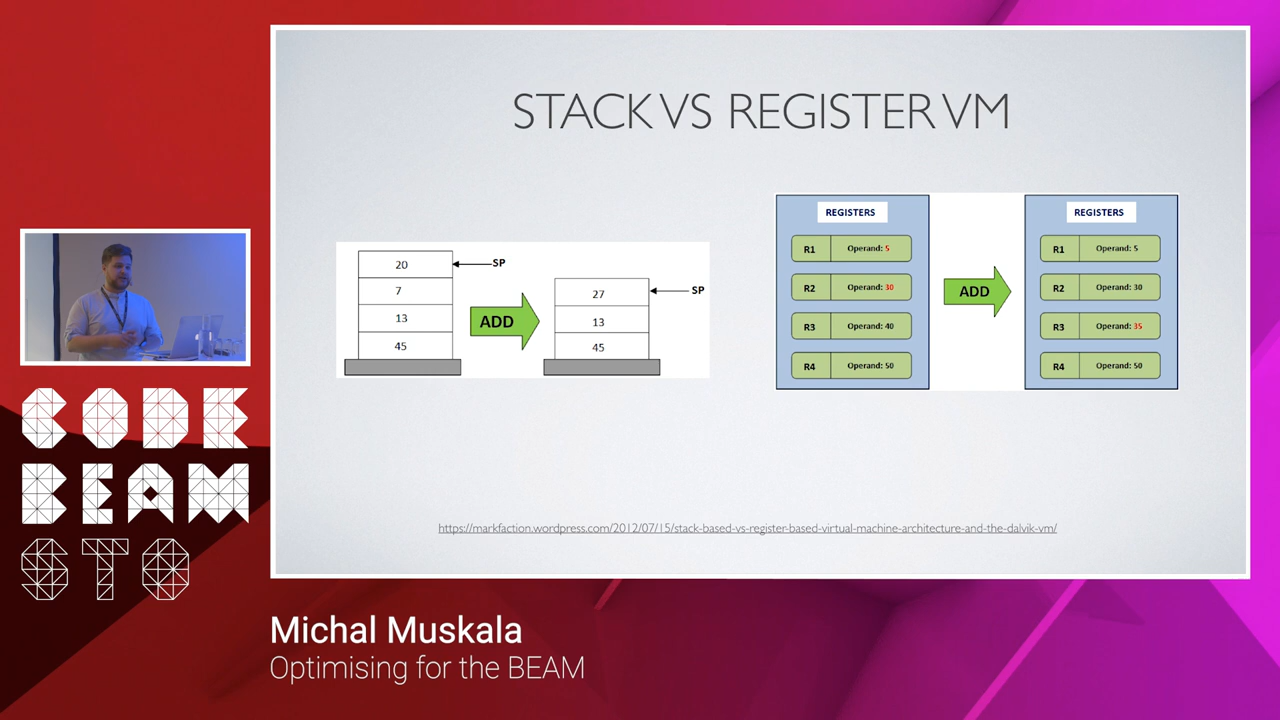 STACK VS REGISTER VM
20
SP
7
13
45
ADD
27
SP
13
45
REGISTERS
R1 Operand: 5
R2 Operand: 30
R3 Operand: 40
R4 Operand: 50
ADD
REGISTERS
R1 Operand: 5
R2 Operand: 30
R3 Operand: 35
R4 Operand: 50
https://markfaction.wordpress.com/2012/07/15/stack-based-vs-register-based-virtual-machine-architecture-and-the-dalvik-vm/
CODE
BEAM
STO
Michal Muskala
Optimising for the BEAM